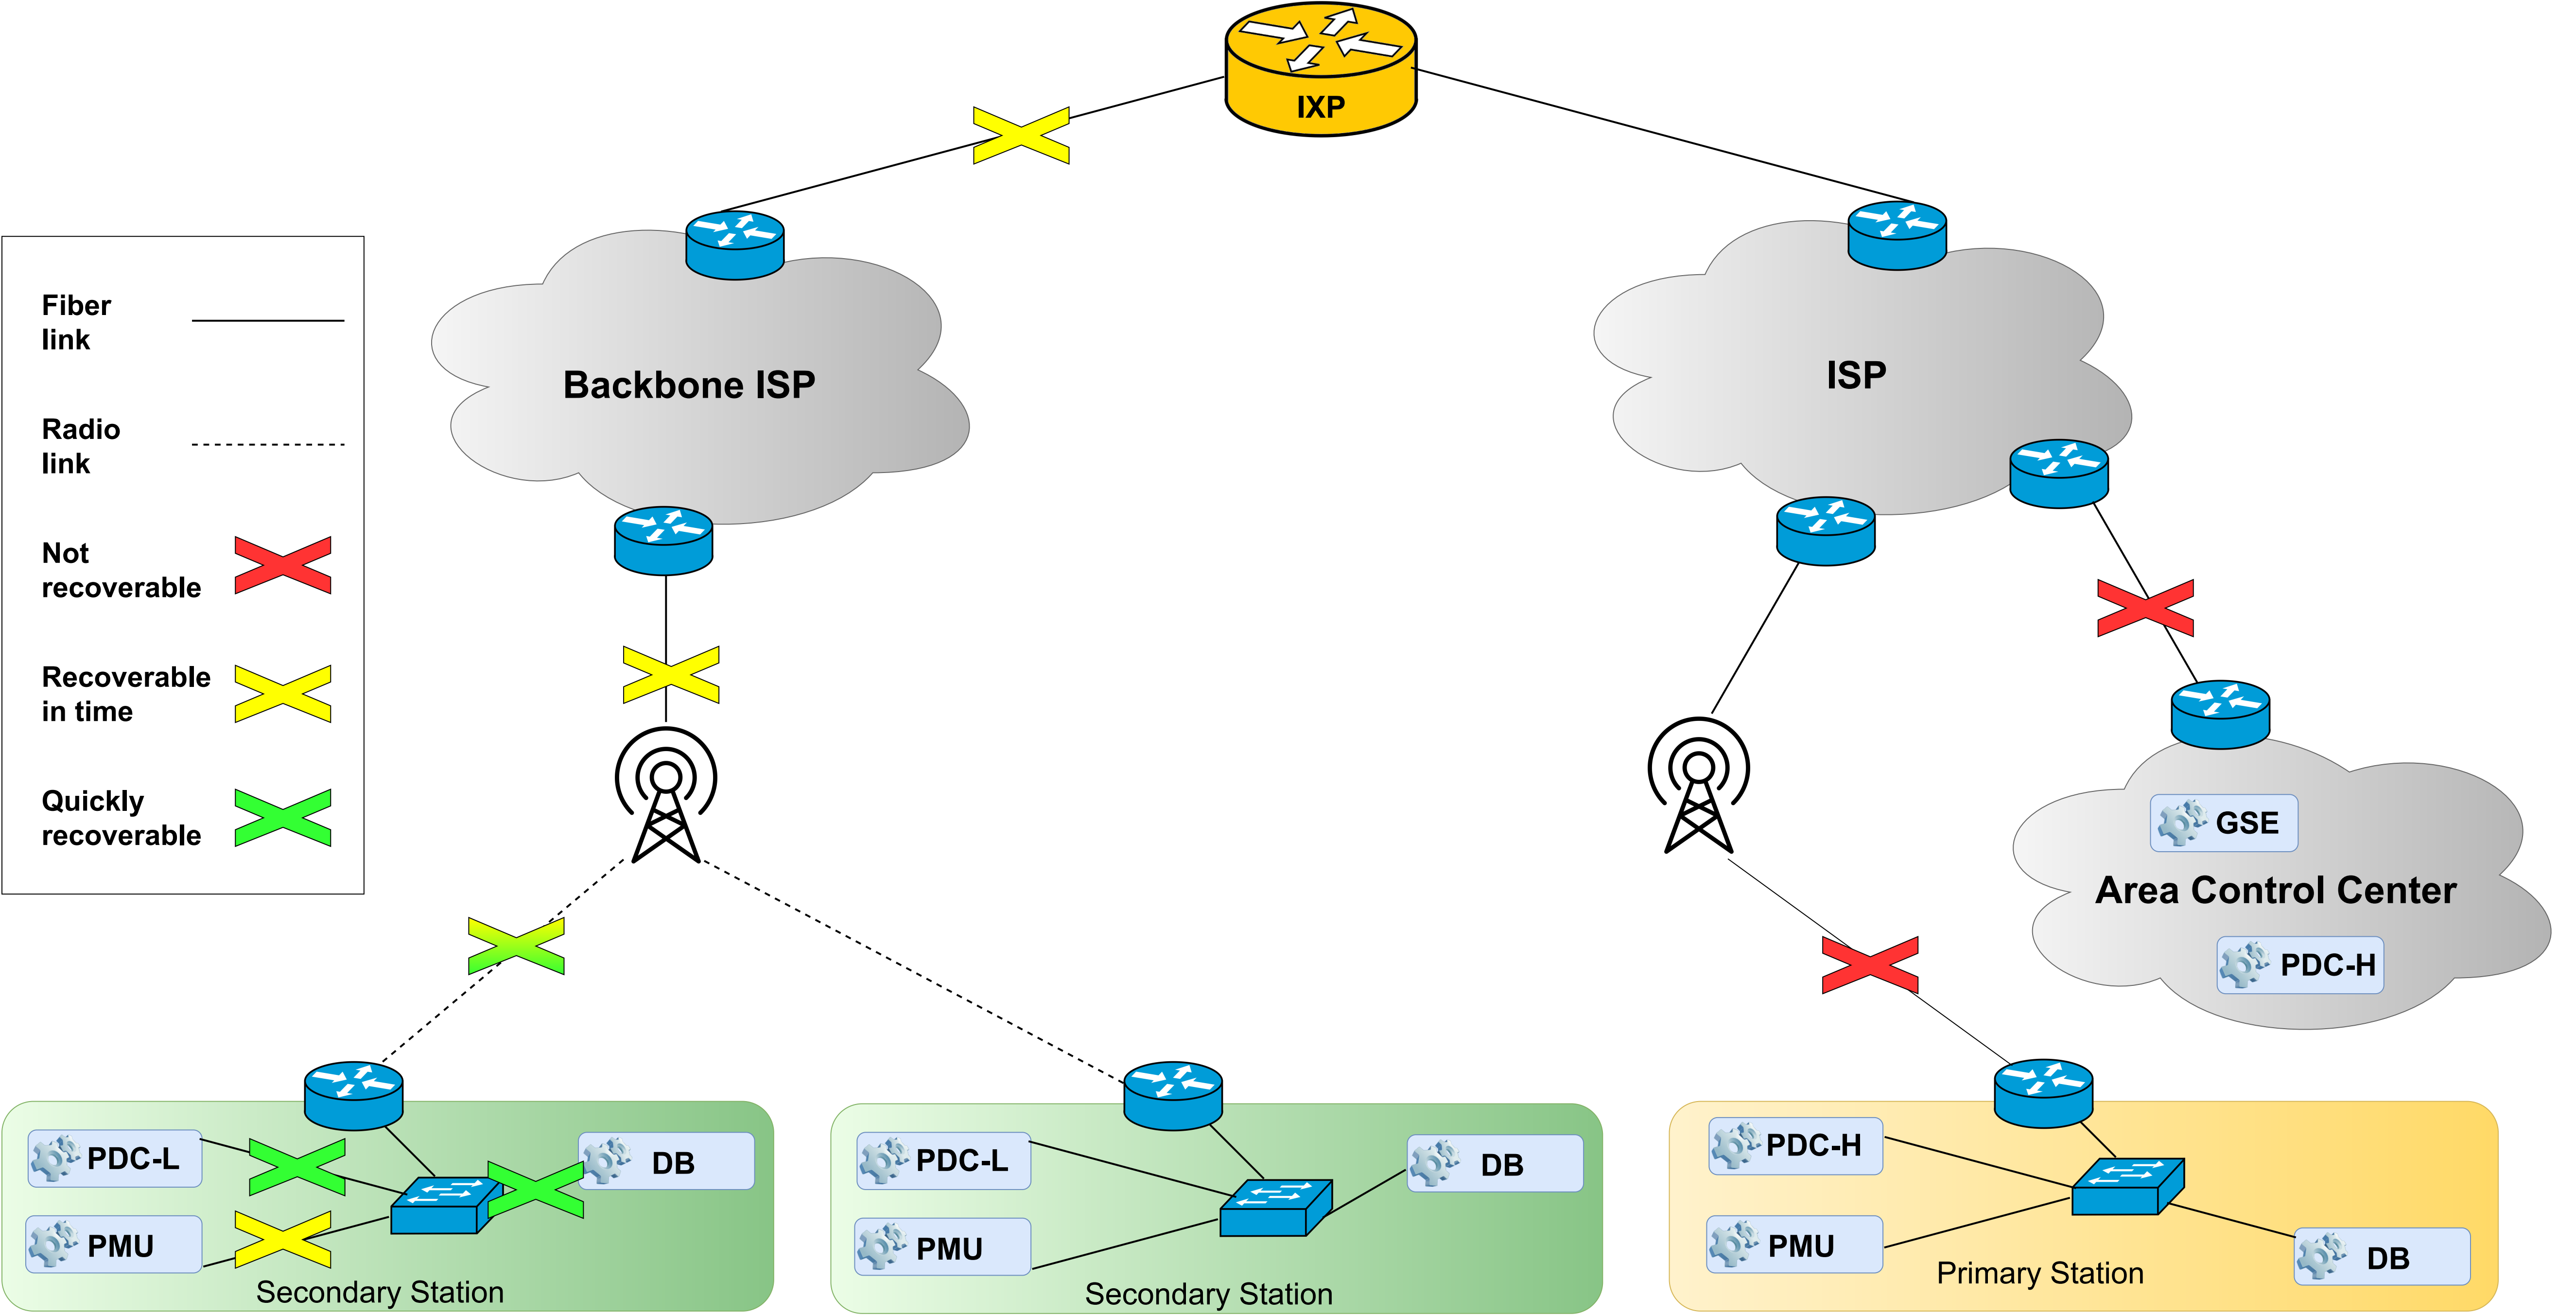 IXP
Backbone ISP
ISP
Fiber
link
Radio
link
Not
recoverable
Recoverable
in time
Quickly
recoverable
GSE
Area Control Center
PDC-H
PDC-L
DB
PMU
Secondary Station
PDC-L
DB
PMU
Secondary Station
PDC-H
PMU
DB
Primary Station